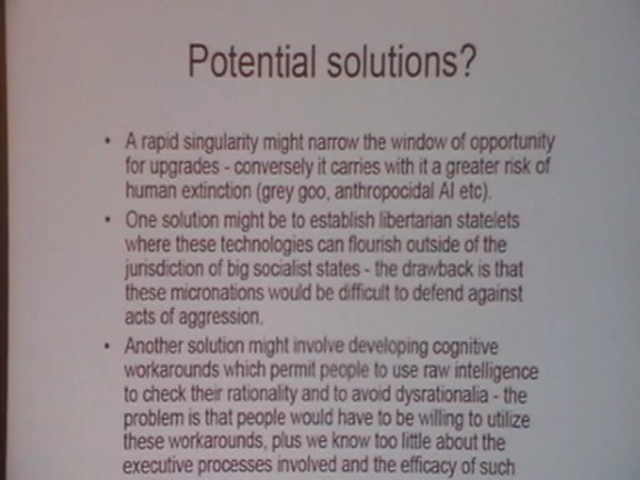 Potential solutions?
• A rapid singularity might narrow the window of opportunity
for upgrades - conversely it carries with it a greater risk of
human extinction (grey goo, anthropocidal AI etc).
• One solution might be to establish libertarian statelets
where these technologies can flourish outside of the
jurisdiction of big socialist states - the drawback is that
these micronations would be difficult to defend against
acts of aggression.
• Another solution might involve developing cognitive
workarounds which permit people to use raw intelligence
to check their rationality and to avoid dysrationalia - the
problem is that people would have to be willing to utilize
these workarounds, plus we know too little about the
executive processes involved and the efficacy of such